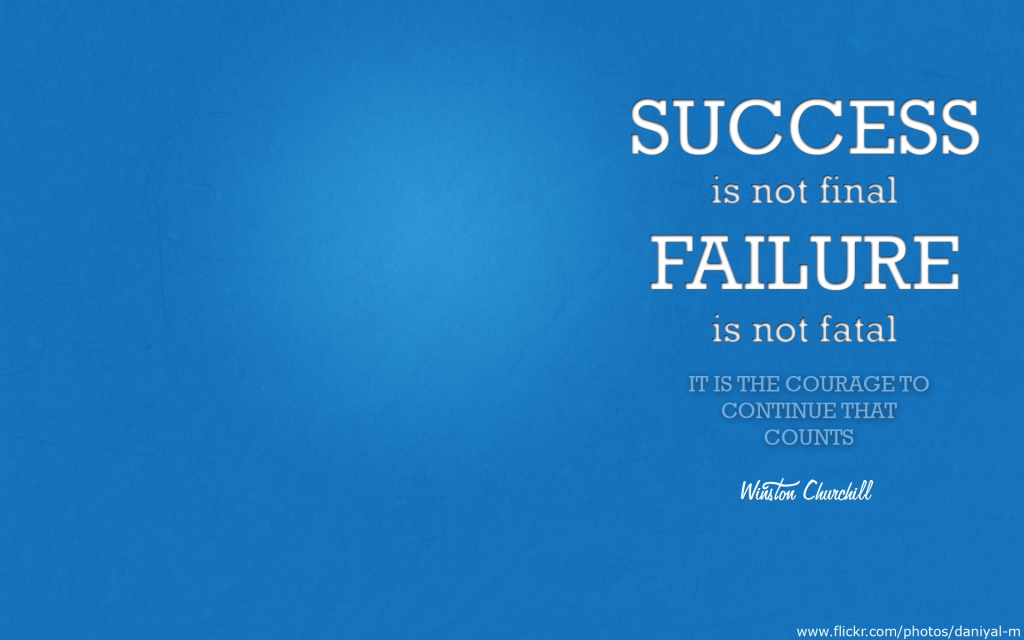 SUCCESS
is not final
FAILURE
is not fatal
IT IS THE COURAGE TO
CONTINUE THAT
COUNTS
Winston Churchill
www.flickr.com/photos/daniyal-m